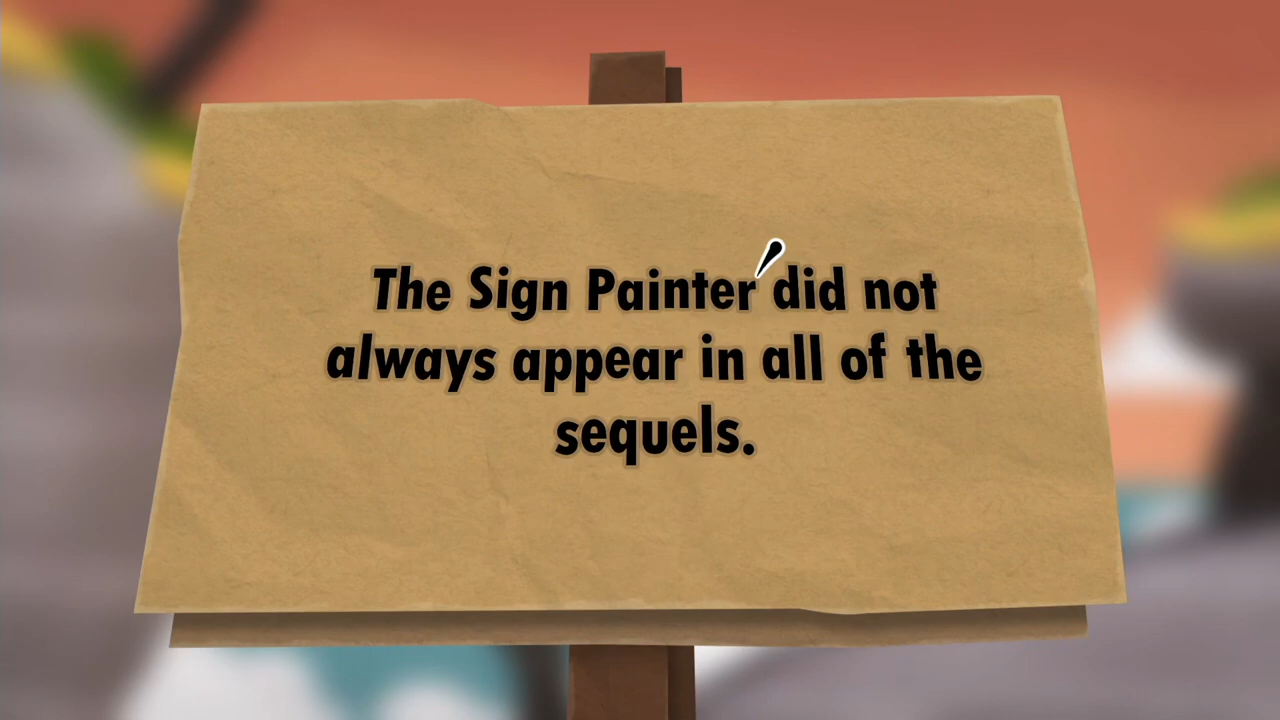 The Sign Painter did not
always appear in all of the
sequels.